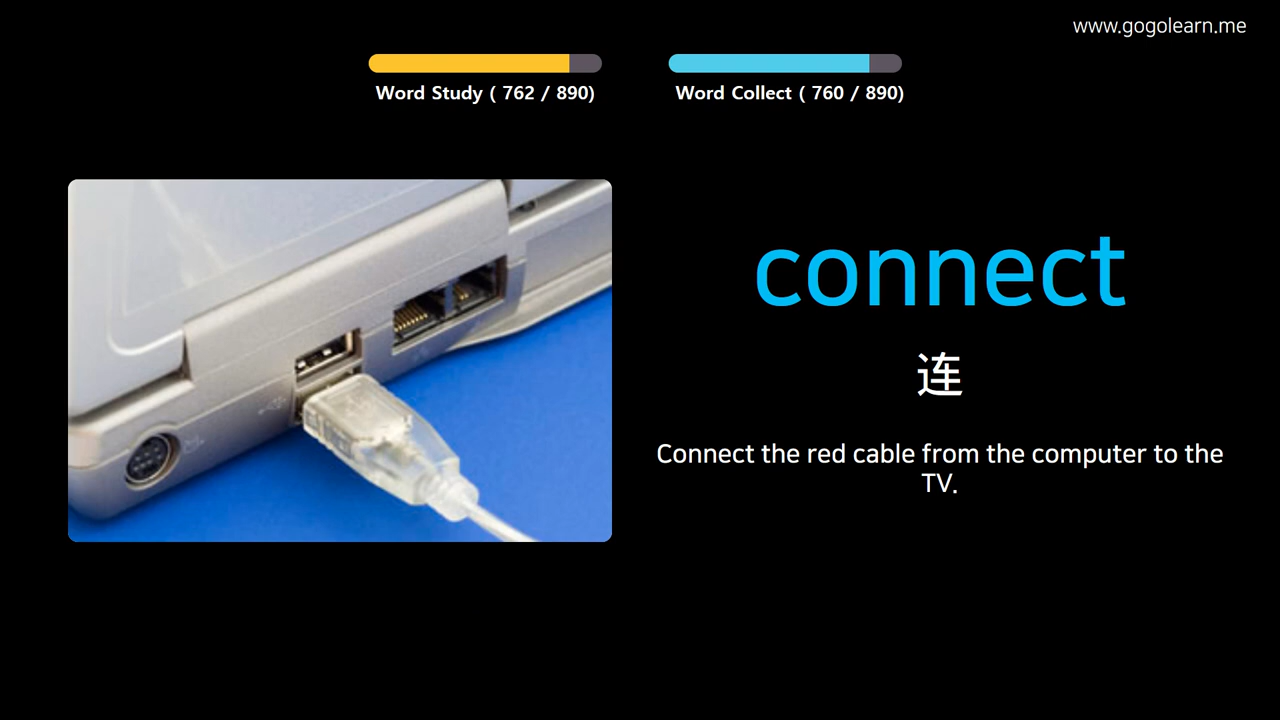 www.gogolearn.me
Word Study ( 762 / 890)
Word Collect ( 760 / 890)
connect
连
Connect the red cable from the computer to the
TV.